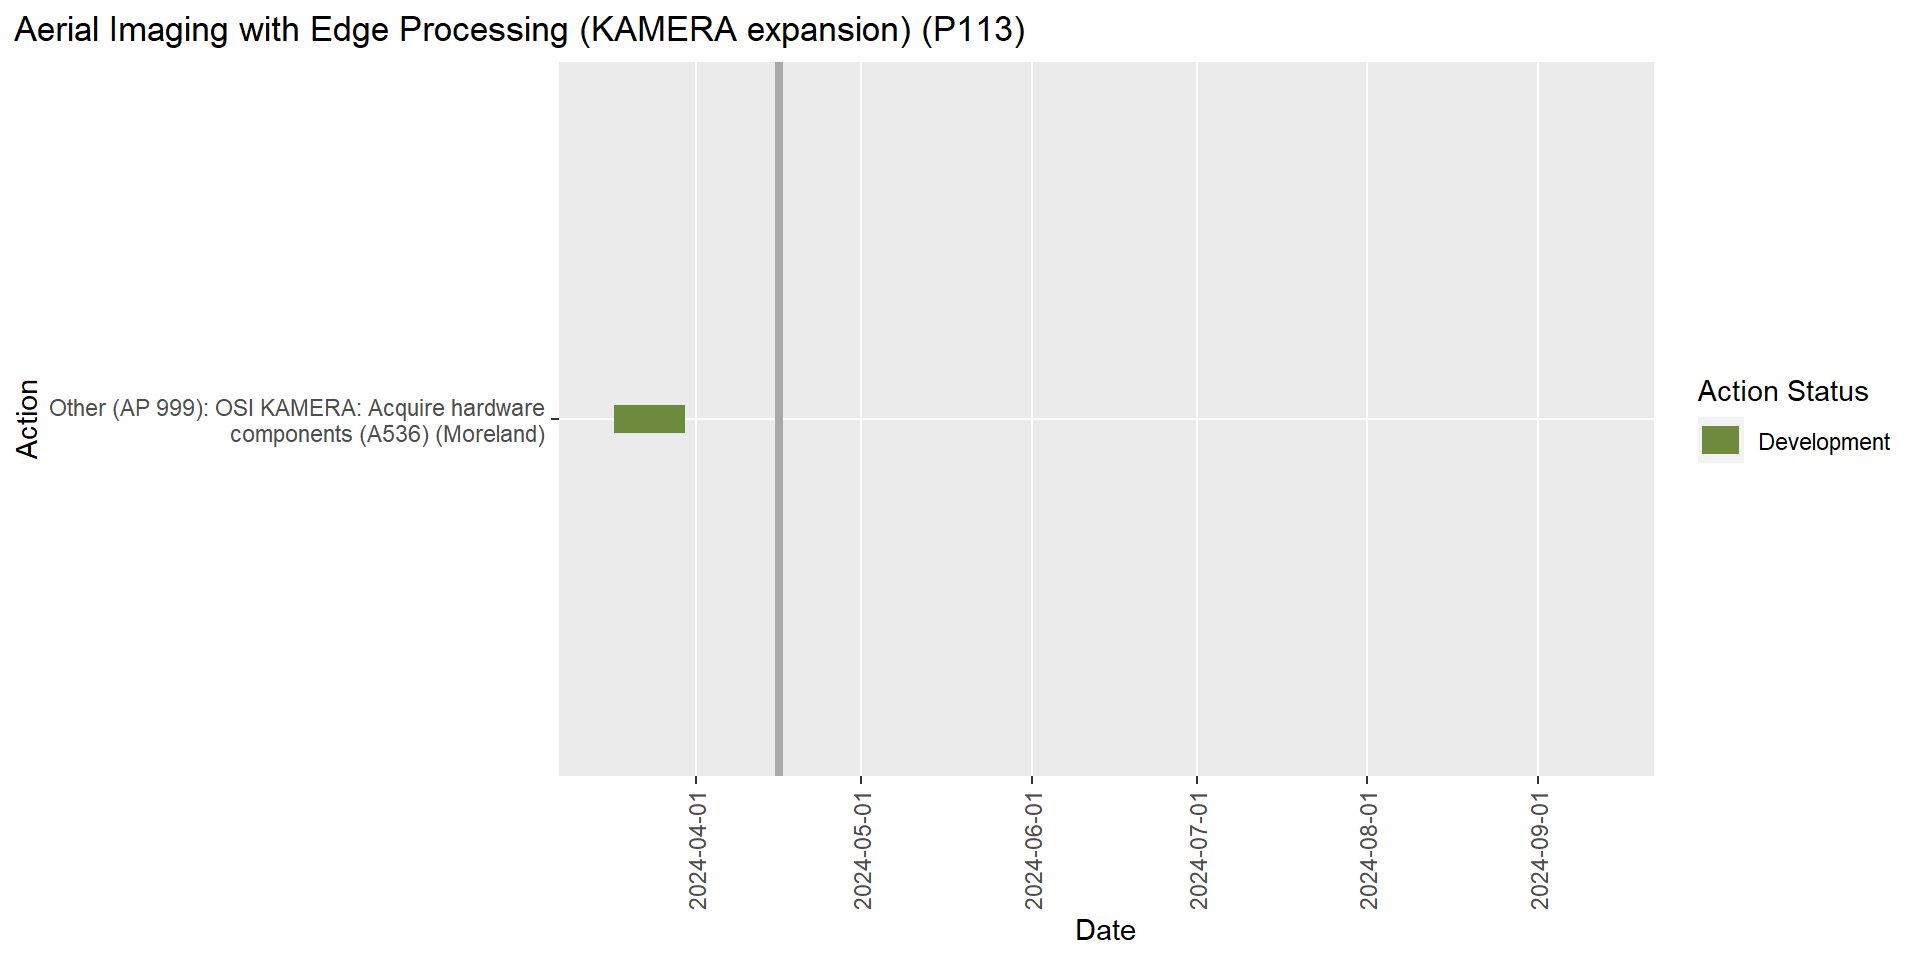 Aerial Imaging with Edge Processing (KAMERA expansion) (P113)
Action
Other (AP 999): OSI KAMERA: Acquire hardware
components (A536) (Moreland)
2024-04-01
2024-05-01
2024-06-01
2024-07-01
2024-08-01
2024-09-01
Date
Action Status
Development